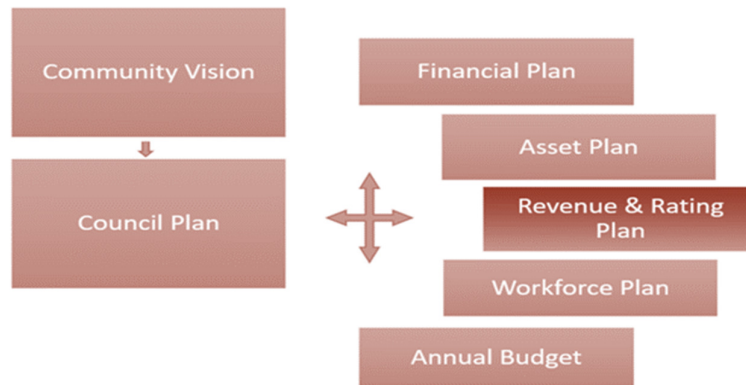 Community Vision
Council Plan
Financial Plan
Asset Plan
Revenue & Rating
Plan
Workforce Plan
Annual Budget